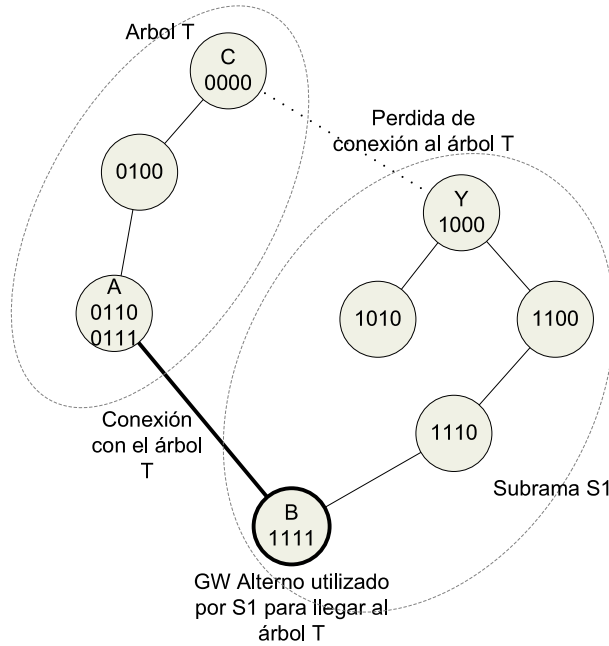 Arbol T
C
0000
Perdida de
conexión al árbol T
0100
Y
1000
A
0110
0111
1010
1100
Conexión
con el árbol
T
1110
Subrama S1
B
1111
GW Alterno utilizado
por S1 para llegar al
árbol T